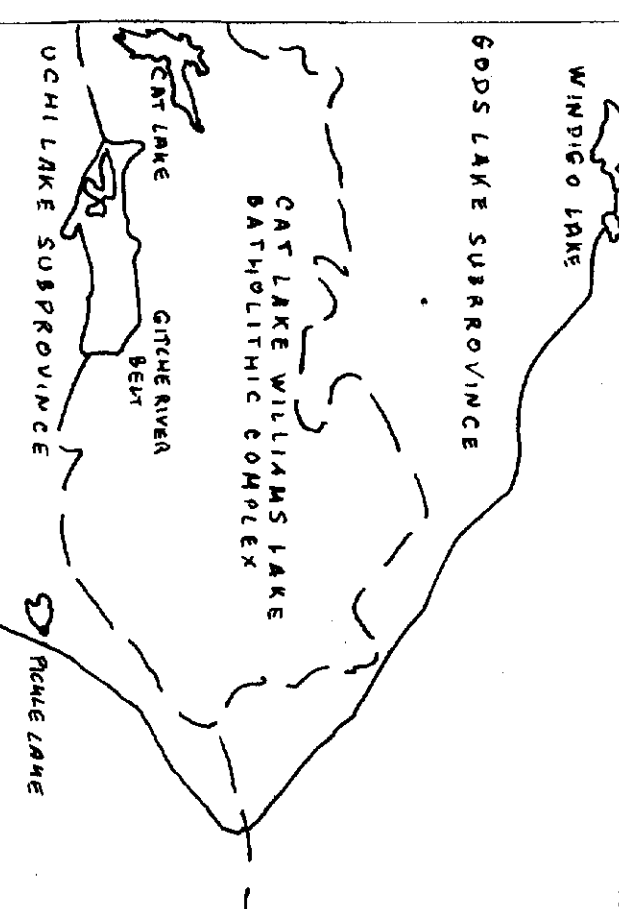 WINDIGO LAKE
GODS LAKE SUBPROVINCE
CAT LAKE WILLIAMS LAKE
BATHOLITHIC COMPLEX
CAT LAKE
GITCHE RIVER
BELT
UCHI LAKE SUBPROVINCE
PICKLE LAKE